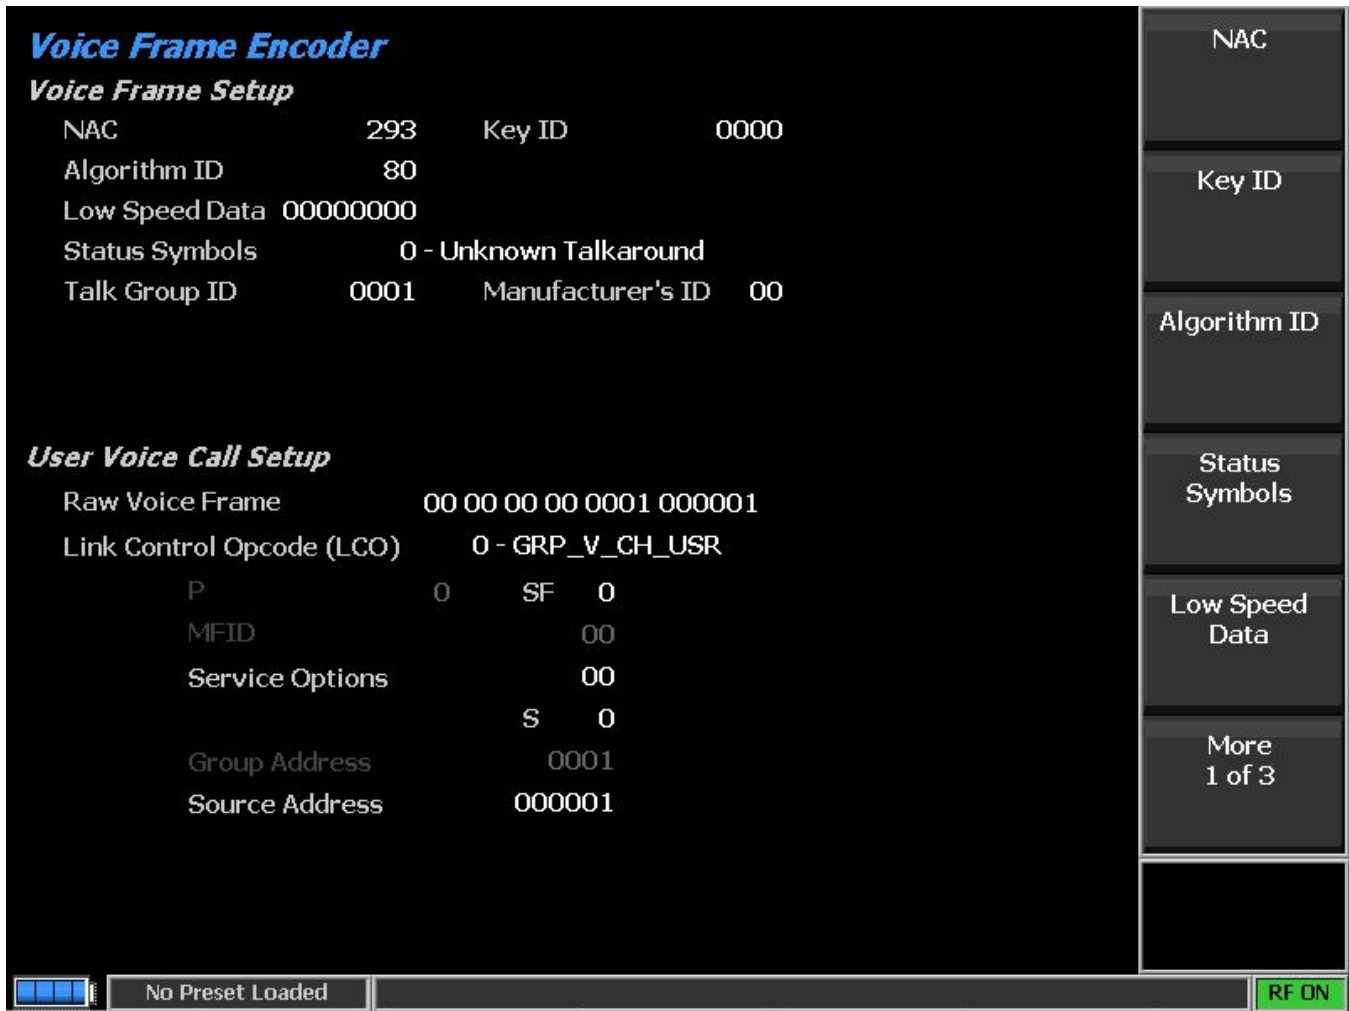 Voice Frame Encoder
Voice Frame Setup
NAC 293 Key ID 0000
Algorithm ID 80
Low Speed Data 00000000
Status Symbols 0 - Unknown Talkaround
Talk Group ID 0001 Manufacturer's ID 00
User Voice Call Setup
Raw Voice Frame 00 00 00 00 0001 000001
Link Control Opcode (LCO) 0 - GRP_V_CH_USR
P 0 SF 0
MFID 00
Service Options 00
S 0
Group Address 0001
Source Address 000001
NAC
Key ID
Algorithm ID
Status
Symbols
Low Speed
Data
More
1 of 3
No Preset Loaded
RF ON